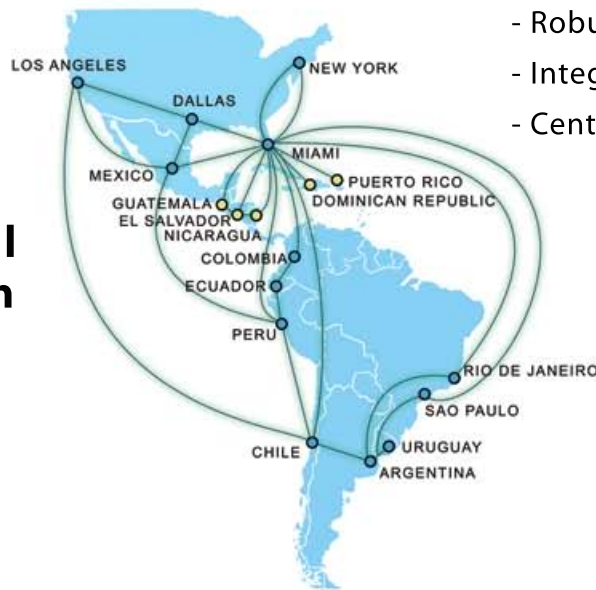 - Robu
- Integ
- Cent
LOS ANGELES
NEW YORK
DALLAS
MIAMI
MEXICO
PUERTO RICO
GUATEMALA
DOMINICAN REPUBLIC
EL SALVADOR
NICARAGUA
l
COLOMBIA
n
ECUADOR
PERU
RIO DE JANEIRO
SAO PAULO
CHILE
URUGUAY
ARGENTINA